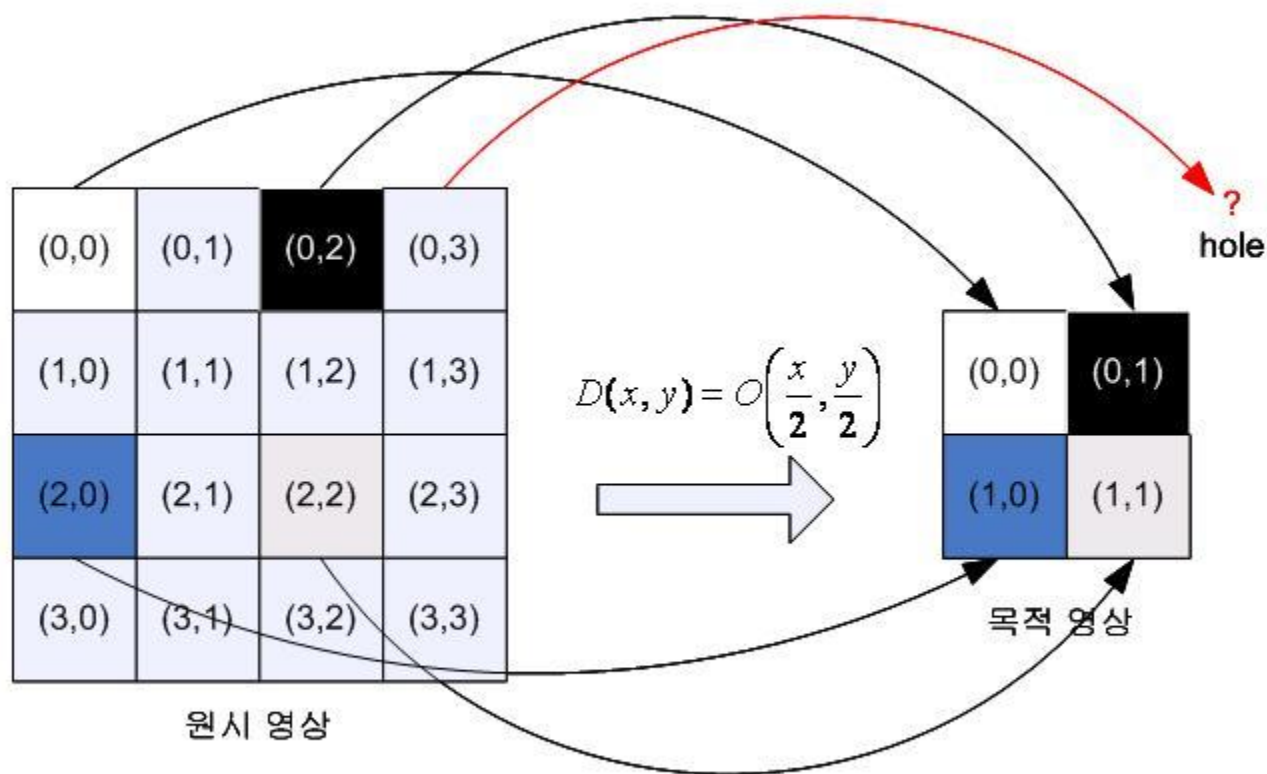 ?
hole
(0,0) (0,1) (0,2) (0,3)
(1,0) (1,1) (1,2) (1,3)
(2,0) (2,1) (2,2) (2,3)
(3,0) (3,1) (3,2) (3,3)
원시 영상
D(x, y) = O(x/2, y/2)
(0,0) (0,1)
(1,0) (1,1)
목적 영상